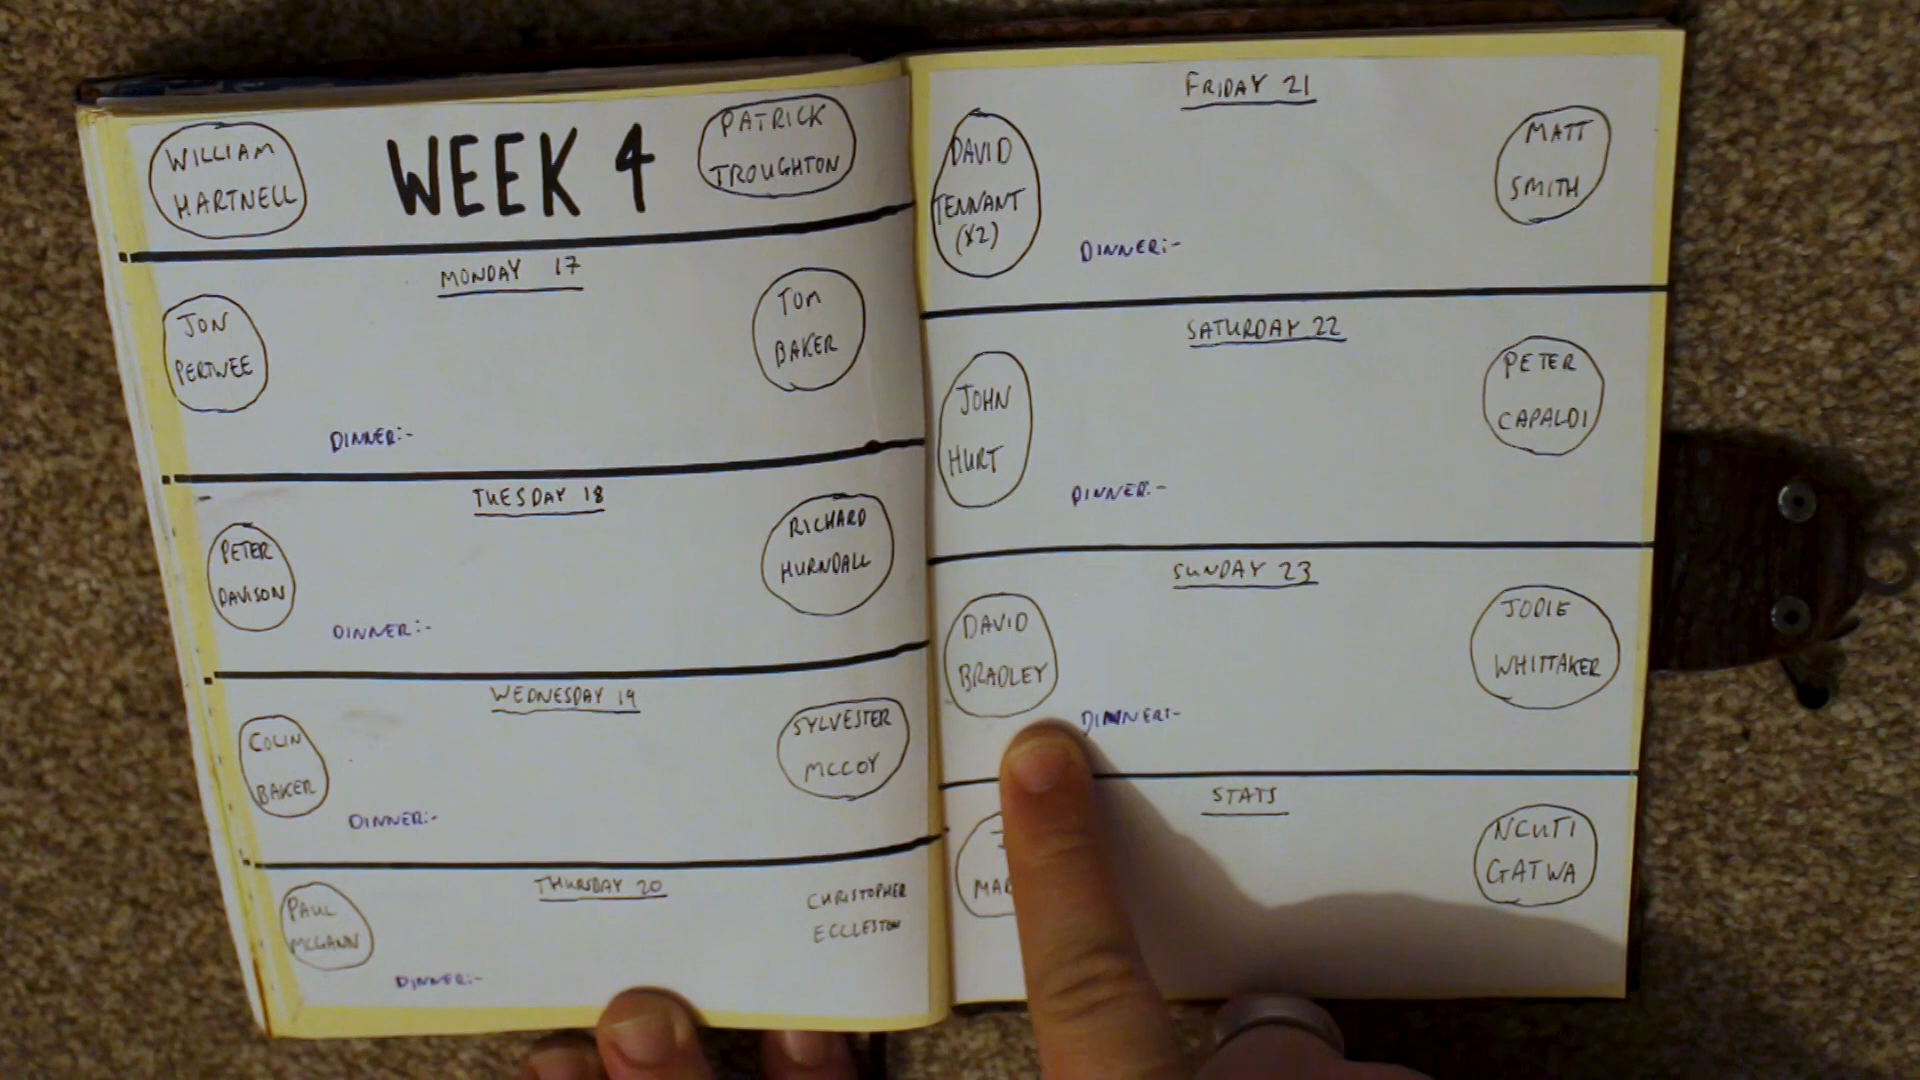 WILLIAM
HARTNELL
WEEK 4
PATRICK
TROUGHTON
MONDAY 17
JON
PERTWEE
TOM
BAKER
DINNER:-
TUESDAY 18
PETER
DAVISON
RICHARD
HURNDALL
DINNER:-
WEDNESDAY 19
COLIN
BAKER
SYLVESTER
MCCOY
DINNER:-
THURSDAY 20
PAUL
MCGANN
CHRISTOPHER
ECCLESTON
DINNER:-
FRIDAY 21
DAVID
TENNANT
(X2)
MATT
SMITH
DINNER:-
SATURDAY 22
JOHN
HURT
PETER
CAPALDI
DINNER:-
SUNDAY 23
DAVID
BRADLEY
JODIE
WHITTAKER
DINNER:-
STATS
NCUTI
GATWA